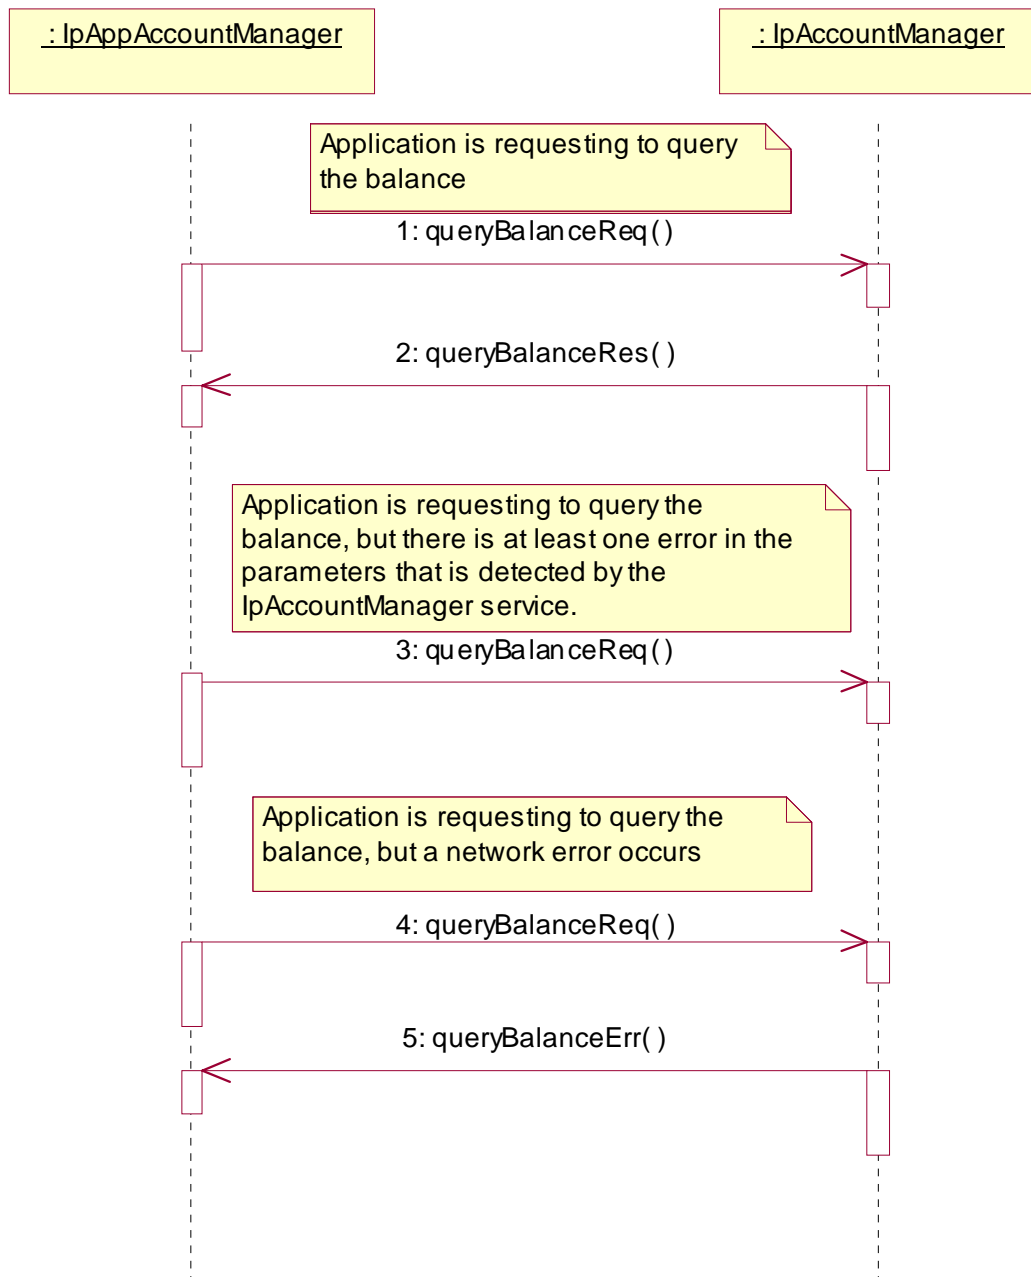 : IpAppAccountManager
: IpAccountManager
Application is requesting to query
the balance
1: queryBalanceReq( )
2: queryBalanceRes( )
Application is requesting to query the
balance, but there is at least one error in the
parameters that is detected by the
IpAccountManager service.
3: queryBalanceReq( )
Application is requesting to query the
balance, but a network error occurs
4: queryBalanceReq( )
5: queryBalanceErr( )